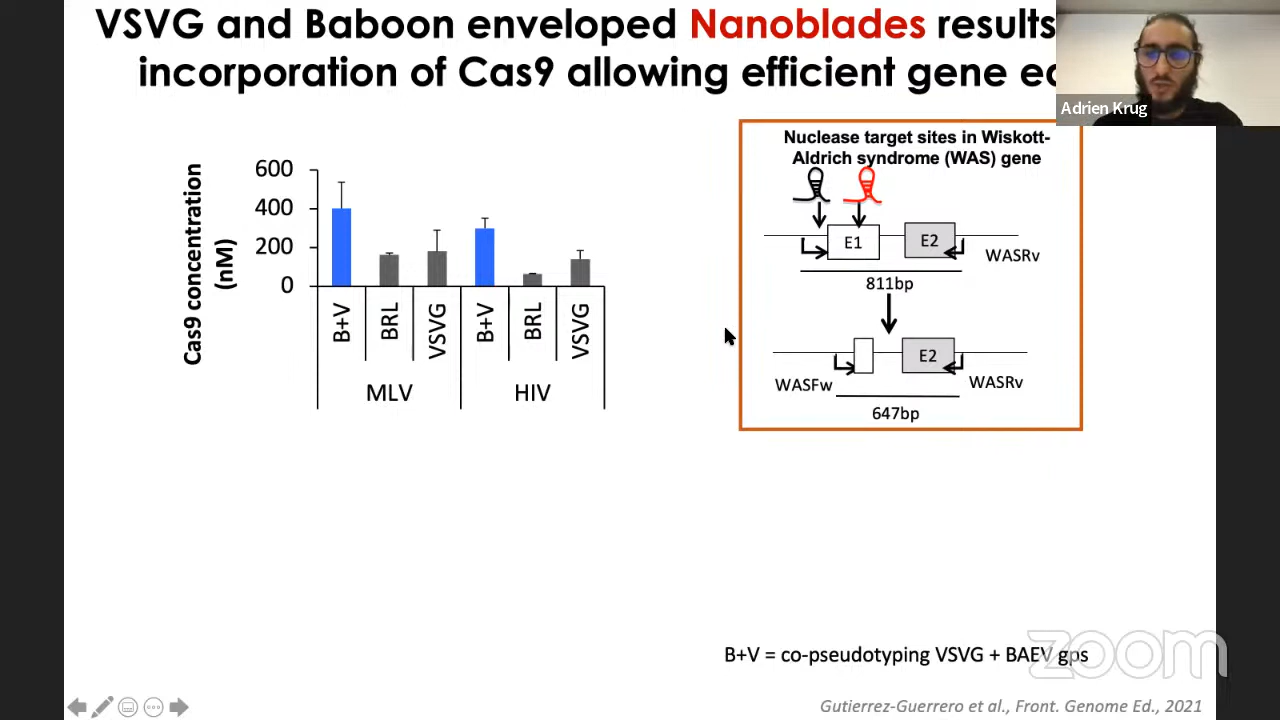 VSVG and Baboon enveloped Nanoblades results
incorporation of Cas9 allowing efficient gene
Adrien Krug
Cas9 concentration
(nM)
600
400
200
0
B+V
BRL
VSVG
B+V
BRL
VSVG
MLV
HIV
Nuclease target sites in Wiskott-
Aldrich syndrome (WAS) gene
E1
E2
WASRv
811bp
E2
WASFw
WASRv
647bp
B+V = co-pseudotyping VSVG + BAEV gps
zoom
Gutierrez-Guerrero et al., Front. Genome Ed., 2021